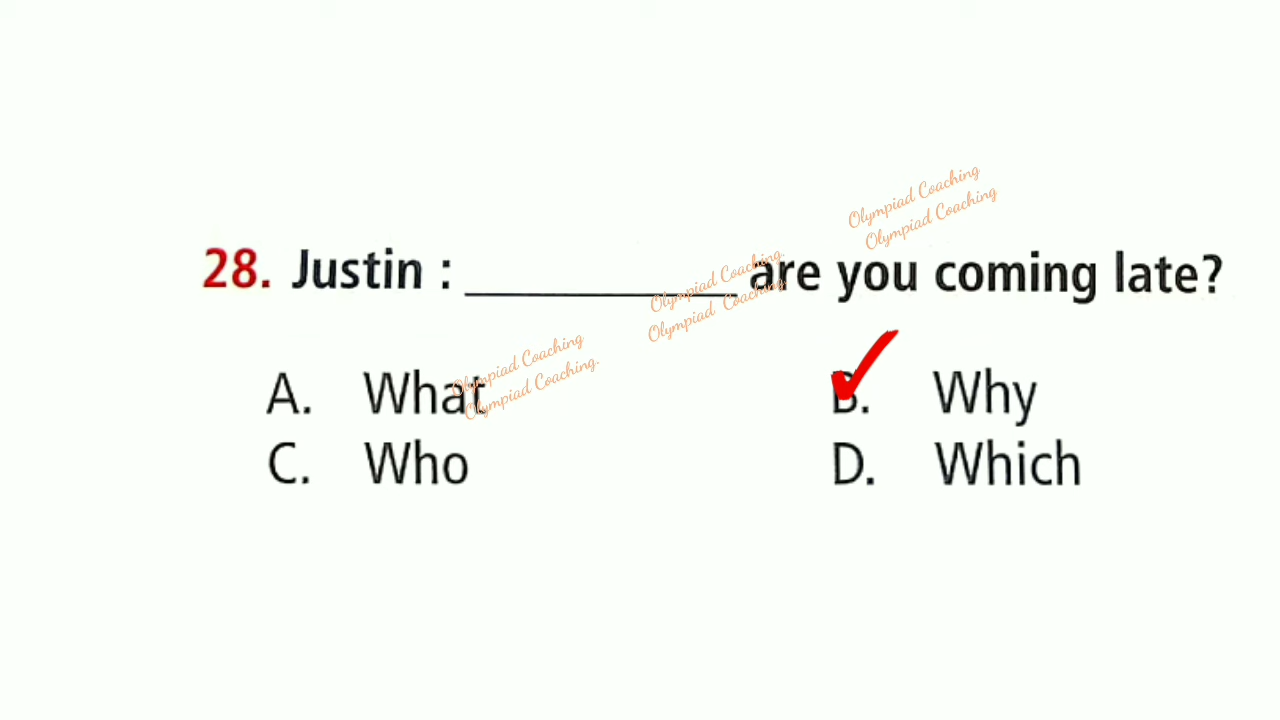 Olympiad Coaching
Olympiad Coaching
28. Justin : __________ are you coming late?
Olympiad Coaching.
Olympiad Coaching.
Olympiad Coaching
Olympiad Coaching.
A. What B. Why
C. Who D. Which